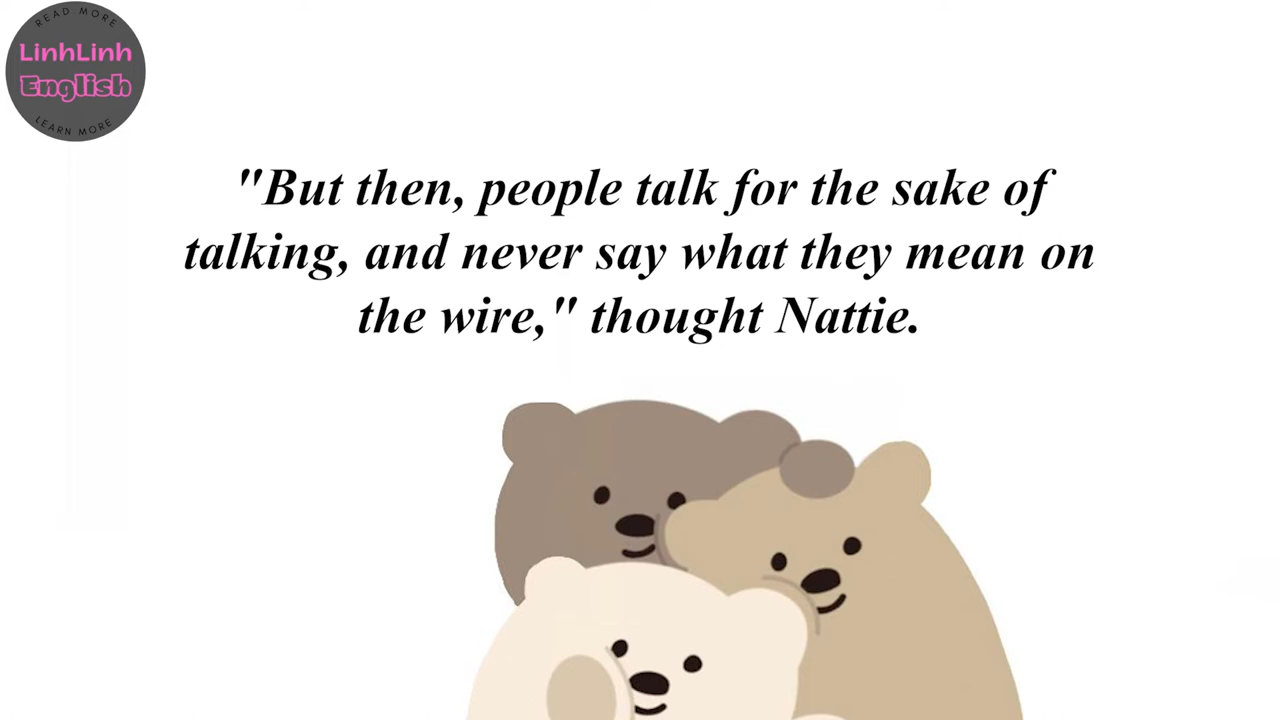 READ MORE
LinhLinh
English
LEARN MORE
"But then, people talk for the sake of
talking, and never say what they mean on
the wire," thought Nattie.